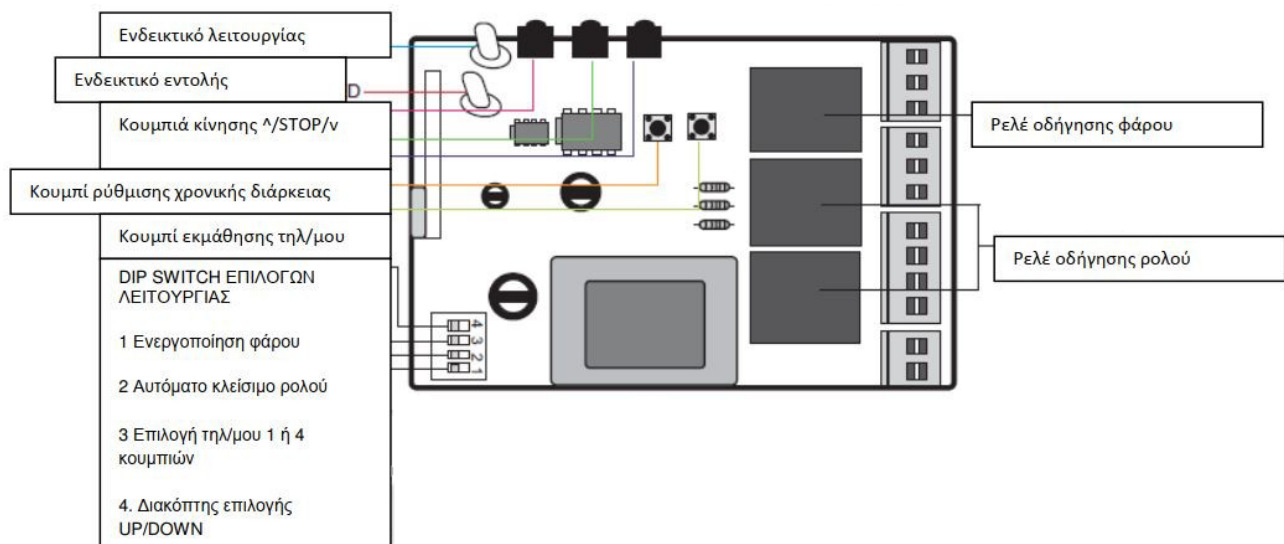 Ενδεικτικό λειτουργίας
Ενδεικτικό εντολής
D
Κουμπιά κίνησης ^/STOP/v
Κουμπί ρύθμισης χρονικής διάρκειας
Κουμπί εκμάθησης τηλ/μου
DIP SWITCH ΕΠΙΛΟΓΩΝ
ΛΕΙΤΟΥΡΓΙΑΣ
1 Ενεργοποίηση φάρου
2 Αυτόματο κλείσιμο ρολού
3 Επιλογή τηλ/μου 1 ή 4
κουμπιών
4. Διακόπτης επιλογής
UP/DOWN
4
3
2
1
Ρελέ οδήγησης φάρου
Ρελέ οδήγησης ρολού